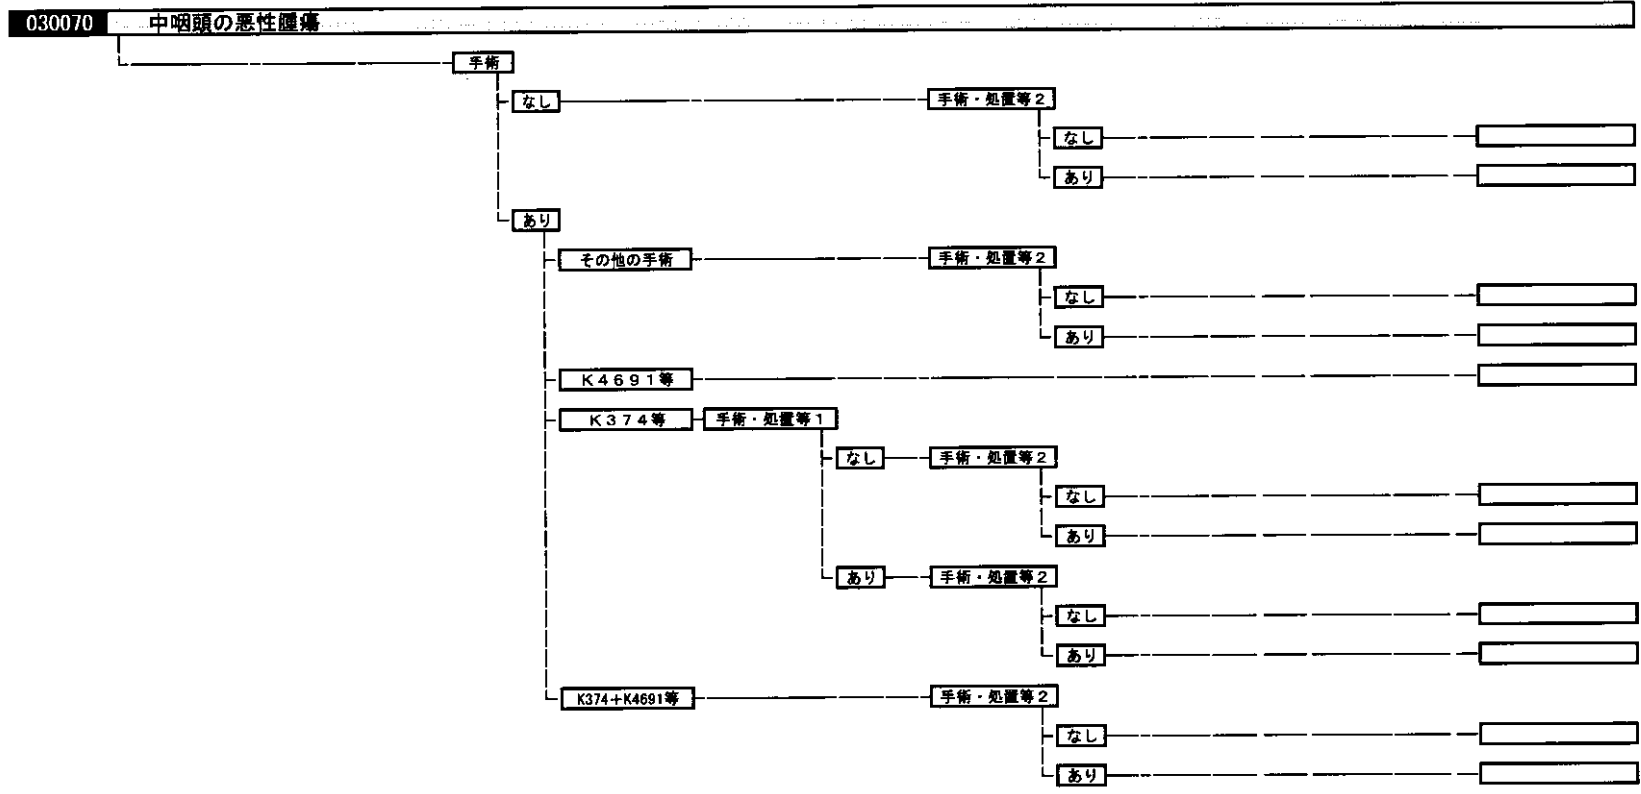 030070 中咽頭の悪性腫瘍
手術
なし 手術・処置等2
なし
あり
あり
その他の手術 手術・処置等2
なし
あり
K4691等
K374等 手術・処置等1
なし 手術・処置等2
なし
あり
あり 手術・処置等2
なし
あり
K374+K4691等 手術・処置等2
なし
あり